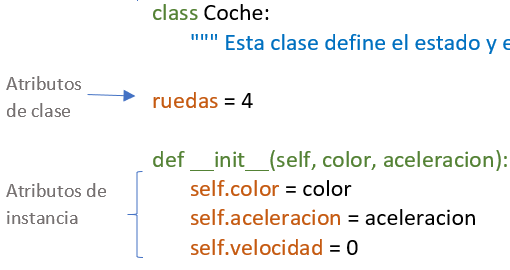 class Coche:
""" Esta clase define el estado y e
Atributos
de clase
ruedas = 4
def __init__(self, color, aceleracion):
Atributos de
instancia
self.color = color
self.aceleracion = aceleracion
self.velocidad = 0